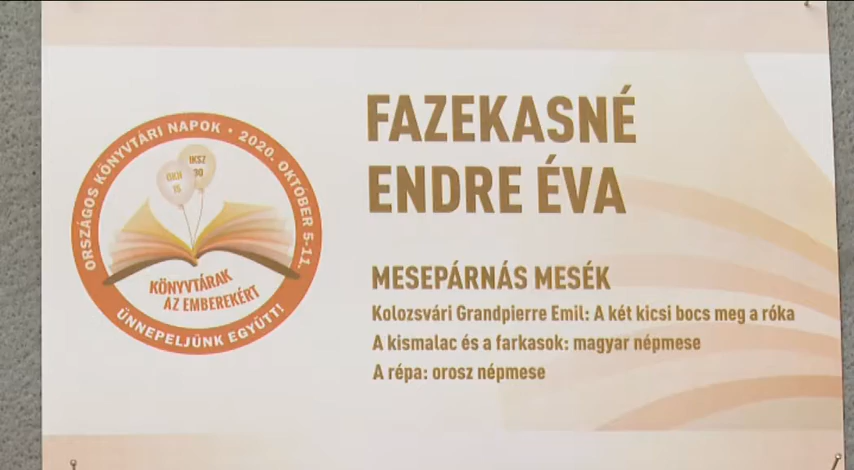 ORSZÁGOS KÖNYVTÁRI NAPOK • 2020. OKTÓBER 5-11.
OKN
15
IKSZ
30
KÖNYVTÁRAK
AZ EMBEREKÉRT
ÜNNEPELJÜNK EGYÜTT!
FAZEKASNÉ
ENDRE ÉVA
MESEPÁRNÁS MESÉK
Kolozsvári Grandpierre Emil: A két kicsi bocs meg a róka
A kismalac és a farkasok: magyar népmese
A répa: orosz népmese